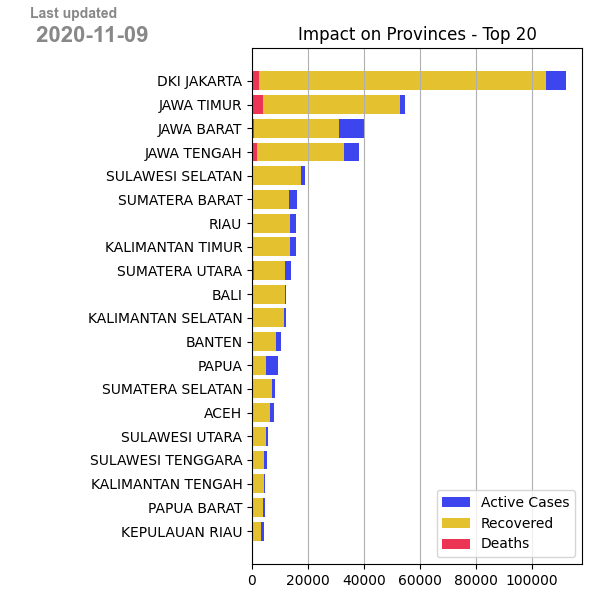 Last updated
2020-11-09
Impact on Provinces - Top 20
DKI JAKARTA
JAWA TIMUR
JAWA BARAT
JAWA TENGAH
SULAWESI SELATAN
SUMATERA BARAT
RIAU
KALIMANTAN TIMUR
SUMATERA UTARA
BALI
KALIMANTAN SELATAN
BANTEN
PAPUA
SUMATERA SELATAN
ACEH
SULAWESI UTARA
SULAWESI TENGGARA
KALIMANTAN TENGAH
PAPUA BARAT
KEPULAUAN RIAU
Active Cases
Recovered
Deaths
0 20000 40000 60000 80000 100000